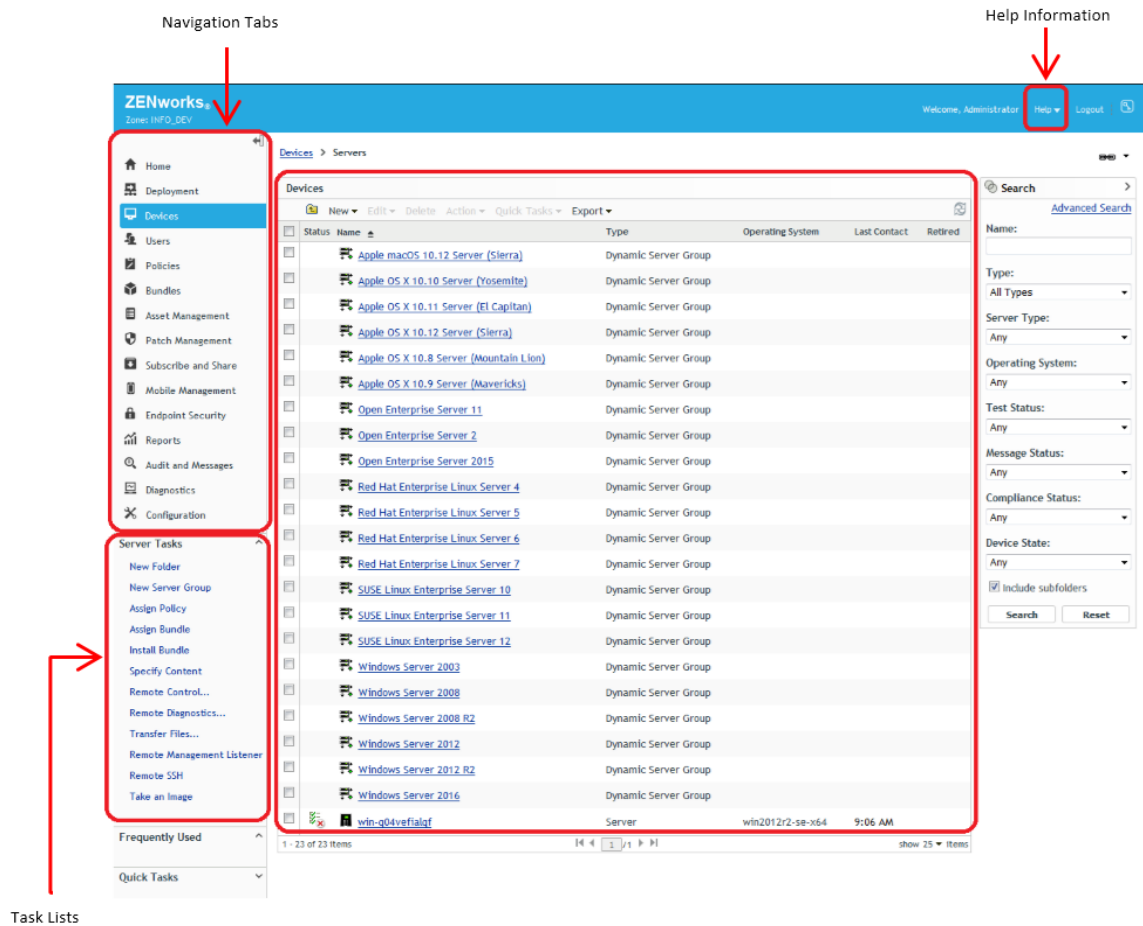 Navigation Tabs
Help Information
ZENworks®
Zone: INFO_DEV
Welcome, Administrator
Help
Logout
Home
Deployment
Devices
Users
Policies
Bundles
Asset Management
Patch Management
Subscribe and Share
Mobile Management
Endpoint Security
Reports
Audit and Messages
Diagnostics
Configuration
Server Tasks
New Folder
New Server Group
Assign Policy
Assign Bundle
Install Bundle
Specify Content
Remote Control...
Remote Diagnostics...
Transfer Files...
Remote Management Listener
Remote SSH
Take an Image
Frequently Used
Quick Tasks
Task Lists
Devices > Servers
Devices
New Edit Delete Action Quick Tasks Export
Status Name Type Operating System Last Contact Retired
Apple macOS 10.12 Server (Sierra) Dynamic Server Group
Apple OS X 10.10 Server (Yosemite) Dynamic Server Group
Apple OS X 10.11 Server (El Capitan) Dynamic Server Group
Apple OS X 10.12 Server (Sierra) Dynamic Server Group
Apple OS X 10.8 Server (Mountain Lion) Dynamic Server Group
Apple OS X 10.9 Server (Mavericks) Dynamic Server Group
Open Enterprise Server 11 Dynamic Server Group
Open Enterprise Server 2 Dynamic Server Group
Open Enterprise Server 2015 Dynamic Server Group
Red Hat Enterprise Linux Server 4 Dynamic Server Group
Red Hat Enterprise Linux Server 5 Dynamic Server Group
Red Hat Enterprise Linux Server 6 Dynamic Server Group
Red Hat Enterprise Linux Server 7 Dynamic Server Group
SUSE Linux Enterprise Server 10 Dynamic Server Group
SUSE Linux Enterprise Server 11 Dynamic Server Group
SUSE Linux Enterprise Server 12 Dynamic Server Group
Windows Server 2003 Dynamic Server Group
Windows Server 2008 Dynamic Server Group
Windows Server 2008 R2 Dynamic Server Group
Windows Server 2012 Dynamic Server Group
Windows Server 2012 R2 Dynamic Server Group
Windows Server 2016 Dynamic Server Group
Server win2012r2-se-x64 9:06 AM
1 - 23 of 23 items 1 / 1 show 25 items
Search
Advanced Search
Name:
Type:
All Types
Server Type:
Any
Operating System:
Any
Test Status:
Any
Message Status:
Any
Compliance Status:
Any
Device State:
Any
Include subfolders
Search Reset